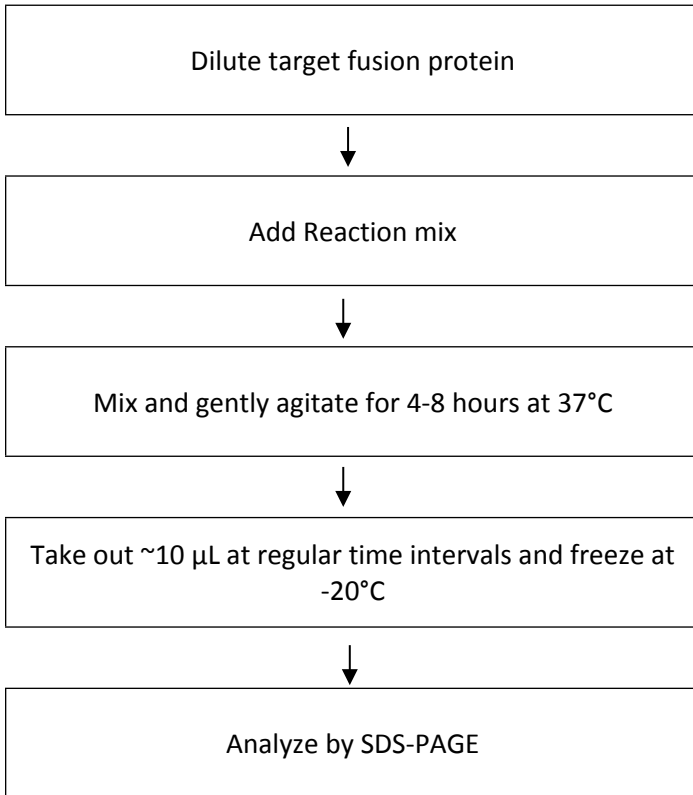 Dilute target fusion protein
Add Reaction mix
Mix and gently agitate for 4-8 hours at 37°C
Take out ~10 µL at regular time intervals and freeze at
-20°C
Analyze by SDS-PAGE